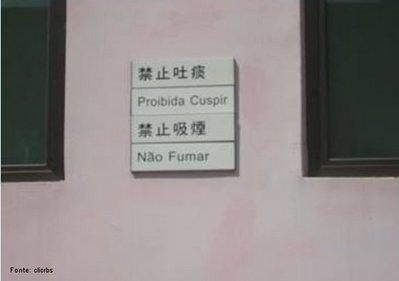 禁止吐痰
Proibida Cuspir
禁止吸煙
Não Fumar
Fonte: clicrbs